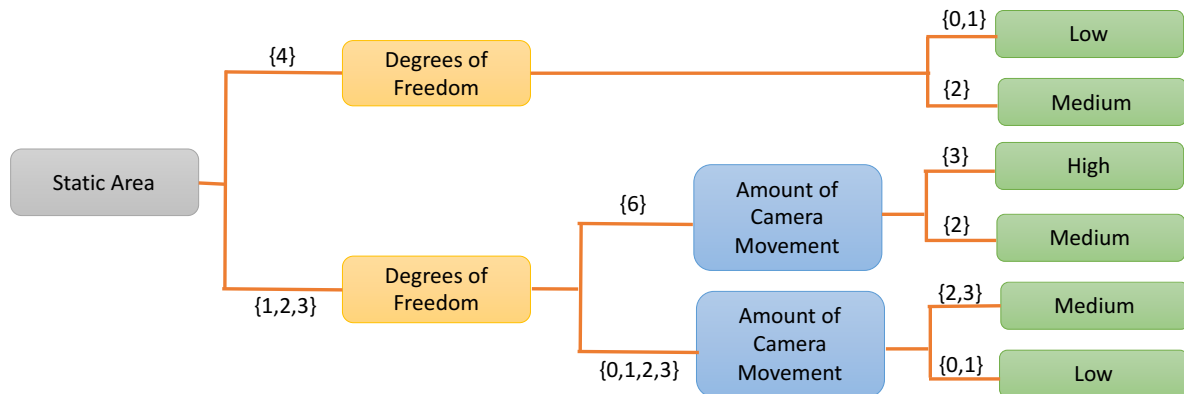 {0,1}
Low
{4}
Degrees of
Freedom
{2}
Medium
Static Area
{3}
High
{6}
Amount of
Camera
Movement
{2}
Medium
{1,2,3}
Degrees of
Freedom
{2,3}
Medium
{0,1,2,3}
Amount of
Camera
Movement
{0,1}
Low